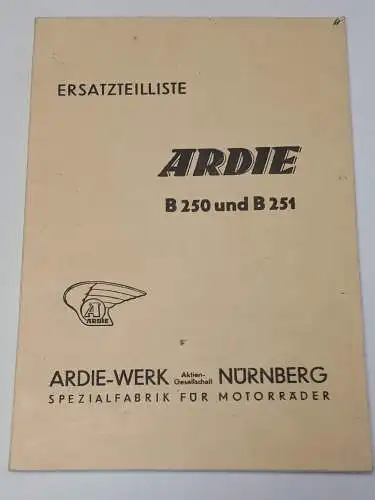 ERSATZTEILLISTE
ARDIE
B 250 und B 251
A
ARDIE
ARDIE-WERK Aktien-Gesellschaft NÜRNBERG
SPEZIALFABRIK FÜR MOTORRÄDER